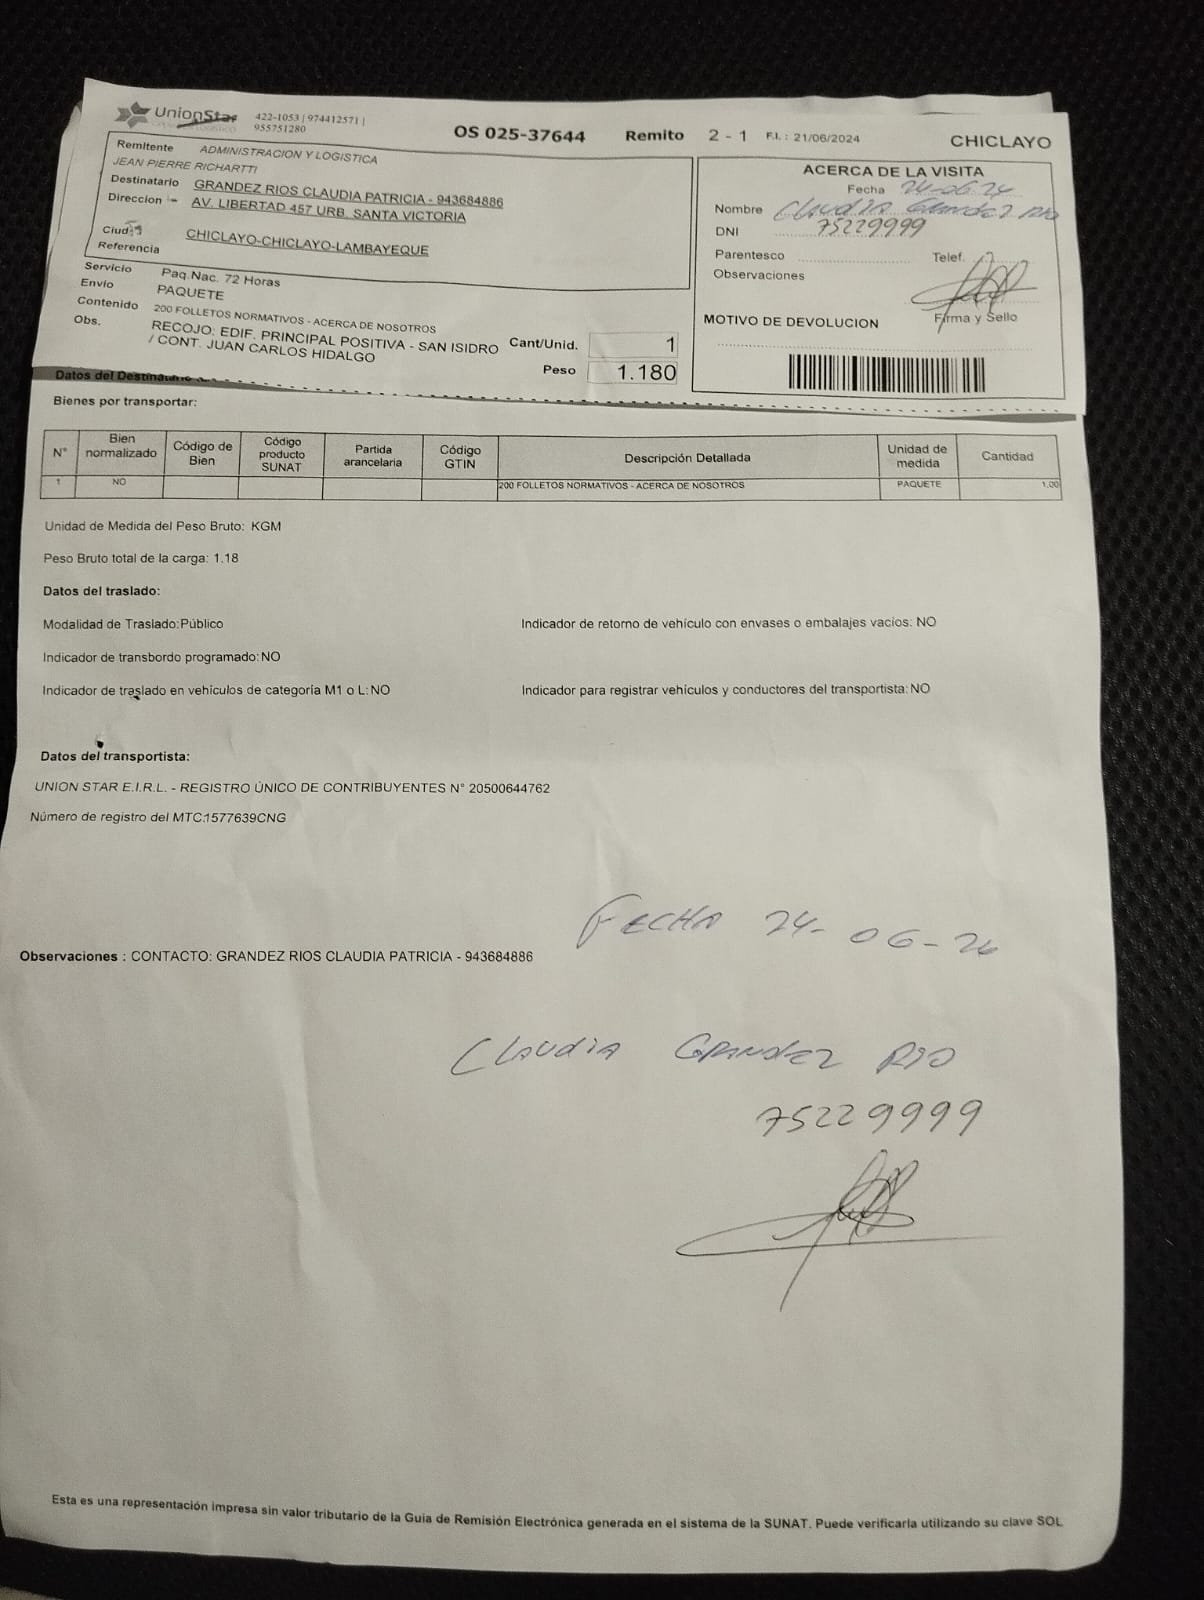 UnionStar
422-1053 | 974412571 |
955751280
OS 025-37644 Remito 2 - 1 F.I. : 21/06/2024 CHICLAYO
Remitente ADMINISTRACION Y LOGISTICA
JEAN PIERRE RICHARTTI
Destinatario GRANDEZ RIOS CLAUDIA PATRICIA - 943684886
Direccion AV. LIBERTAD 457 URB. SANTA VICTORIA
CHICLAYO-CHICLAYO-LAMBAYEQUE
Referencia
Servicio Paq.Nac. 72 Horas
Envio PAQUETE
Contenido 200 FOLLETOS NORMATIVOS - ACERCA DE NOSOTROS
Obs. RECOJO: EDIF. PRINCIPAL POSITIVA - SAN ISIDRO
/ CONT. JUAN CARLOS HIDALGO
Cant/Unid. 1
Peso 1.180
ACERCA DE LA VISITA
Fecha 24-06-24
Nombre CLAUDIA GRANDEZ RIO
DNI 75229999
Parentesco Telef.
Observaciones
Firma y Sello
MOTIVO DE DEVOLUCION
Datos del Destinatario
Bienes por transportar:
N° Bien normalizado Código de Bien Código producto SUNAT Partida arancelaria Código GTIN Descripción Detallada Unidad de medida Cantidad
1 NO 200 FOLLETOS NORMATIVOS - ACERCA DE NOSOTROS PAQUETE 1.00
Unidad de Medida del Peso Bruto: KGM
Peso Bruto total de la carga: 1.18
Datos del traslado:
Modalidad de Traslado:Público Indicador de retorno de vehículo con envases o embalajes vacíos: NO
Indicador de transbordo programado:NO
Indicador de traslado en vehículos de categoría M1 o L:NO Indicador para registrar vehículos y conductores del transportista: NO
Datos del transportista:
UNION STAR E.I.R.L. - REGISTRO ÚNICO DE CONTRIBUYENTES N° 20500644762
Número de registro del MTC:1577639CNG
FECHA 24-06-24
Observaciones : CONTACTO: GRANDEZ RIOS CLAUDIA PATRICIA - 943684886
CLAUDIA GRANDEZ RIO
75229999
Esta es una representación impresa sin valor tributario de la Guia de Remisión Electrónica generada en el sistema de la SUNAT. Puede verificarla utilizando su clave SOL